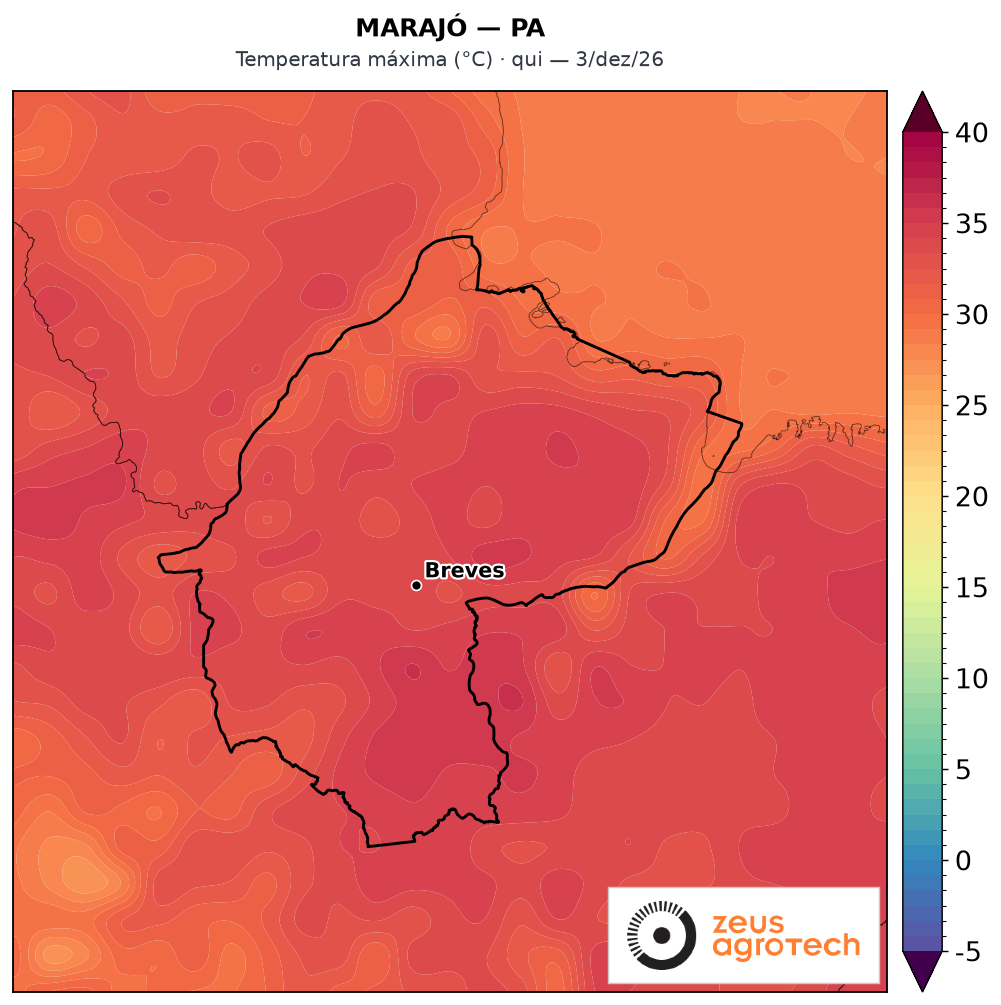 MARAJÓ — PA
Temperatura máxima (°C) · qui — 3/dez/26
40
35
30
25
20
15
10
5
0
-5
Breves
zeus
agrotech